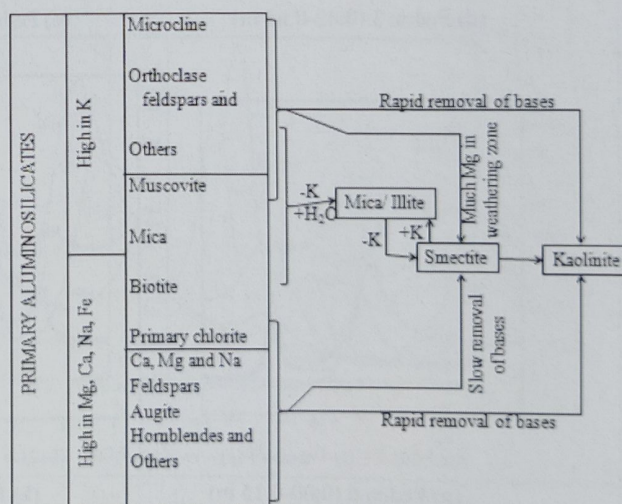 PRIMARY ALUMINOSILICATES
High in K
High in Mg, Ca, Na, Fe
Microcline
Orthoclase
feldspars and
Others
Muscovite
Mica
Biotite
Primary chlorite
Ca, Mg and Na
Feldspars
Augite
Hornblendes and
Others
-K
+H₂O
Mica/ Illite
-K
+K
Rapid removal of bases
Much Mg in
weathering zone
Smectite
Kaolinite
Slow removal
of bases
Rapid removal of bases